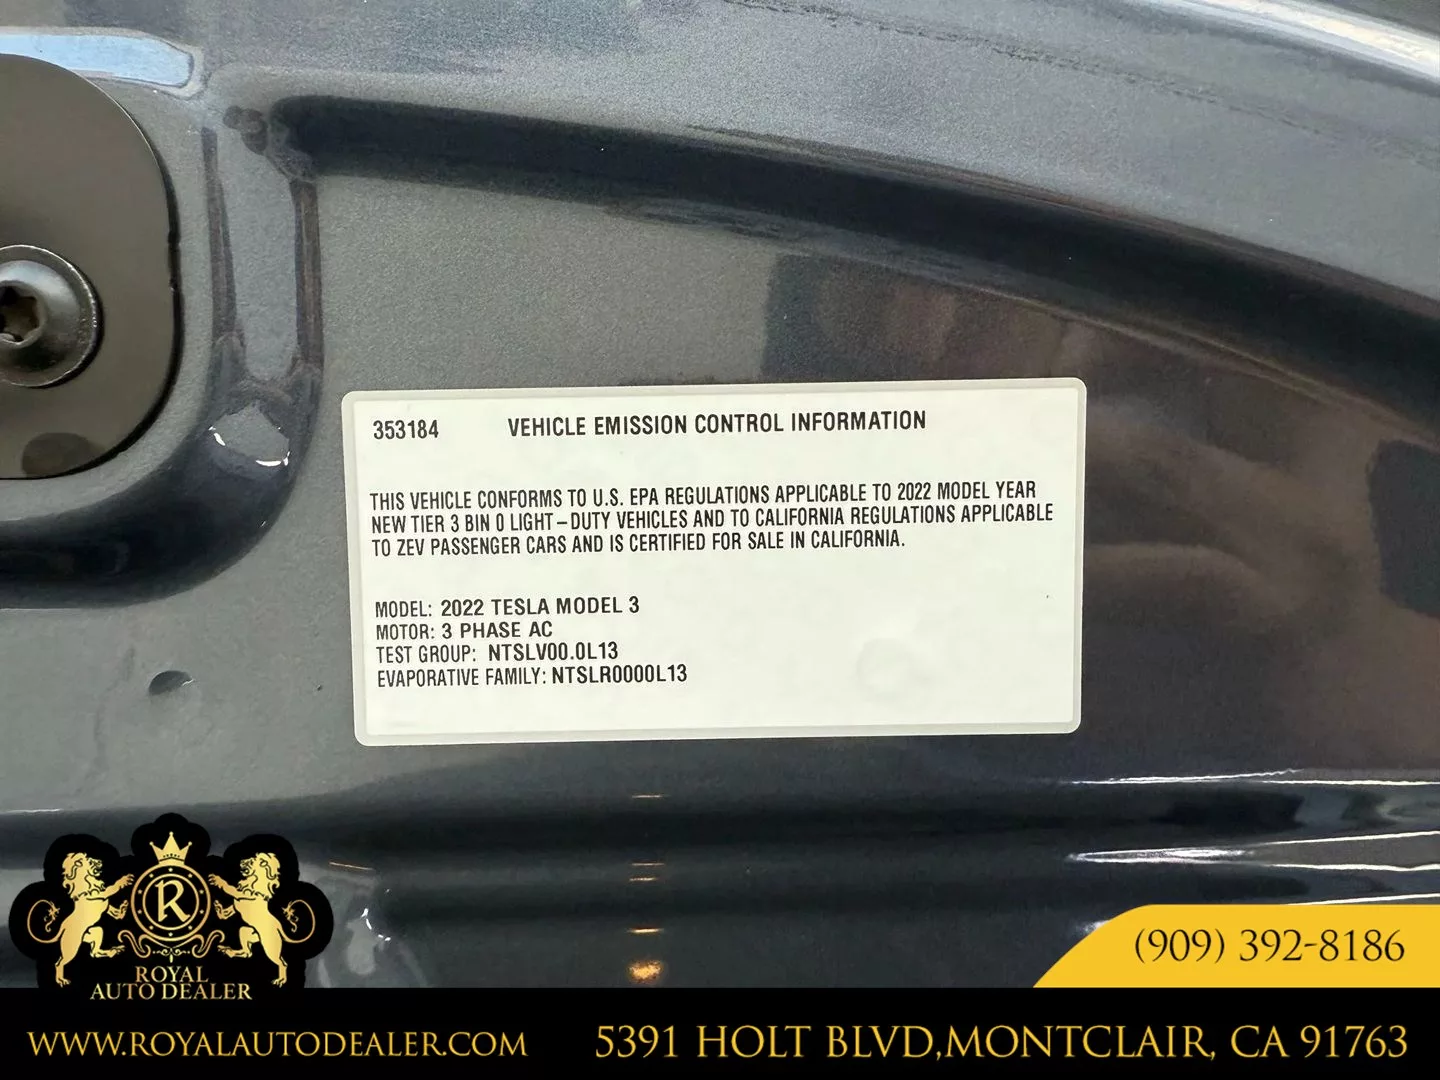 353184 VEHICLE EMISSION CONTROL INFORMATION
THIS VEHICLE CONFORMS TO U.S. EPA REGULATIONS APPLICABLE TO 2022 MODEL YEAR
NEW TIER 3 BIN 0 LIGHT-DUTY VEHICLES AND TO CALIFORNIA REGULATIONS APPLICABLE
TO ZEV PASSENGER CARS AND IS CERTIFIED FOR SALE IN CALIFORNIA.
MODEL: 2022 TESLA MODEL 3
MOTOR: 3 PHASE AC
TEST GROUP: NTSLV00.0L13
EVAPORATIVE FAMILY: NTSLR0000L13
R
ROYAL
AUTO DEALER
(909) 392-8186
WWW.ROYALAUTODEALER.COM
5391 HOLT BLVD,MONTCLAIR, CA 91763